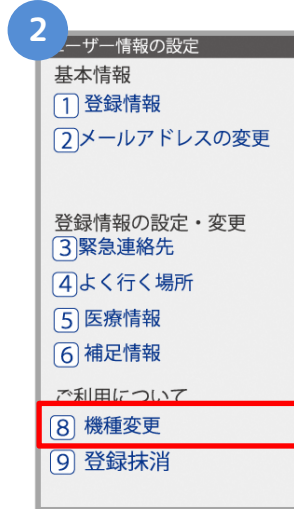 2
ユーザー情報の設定
基本情報
1 登録情報
2 メールアドレスの変更
登録情報の設定・変更
3 緊急連絡先
4 よく行く場所
5 医療情報
6 補足情報
ご利用について
8 機種変更
9 登録抹消